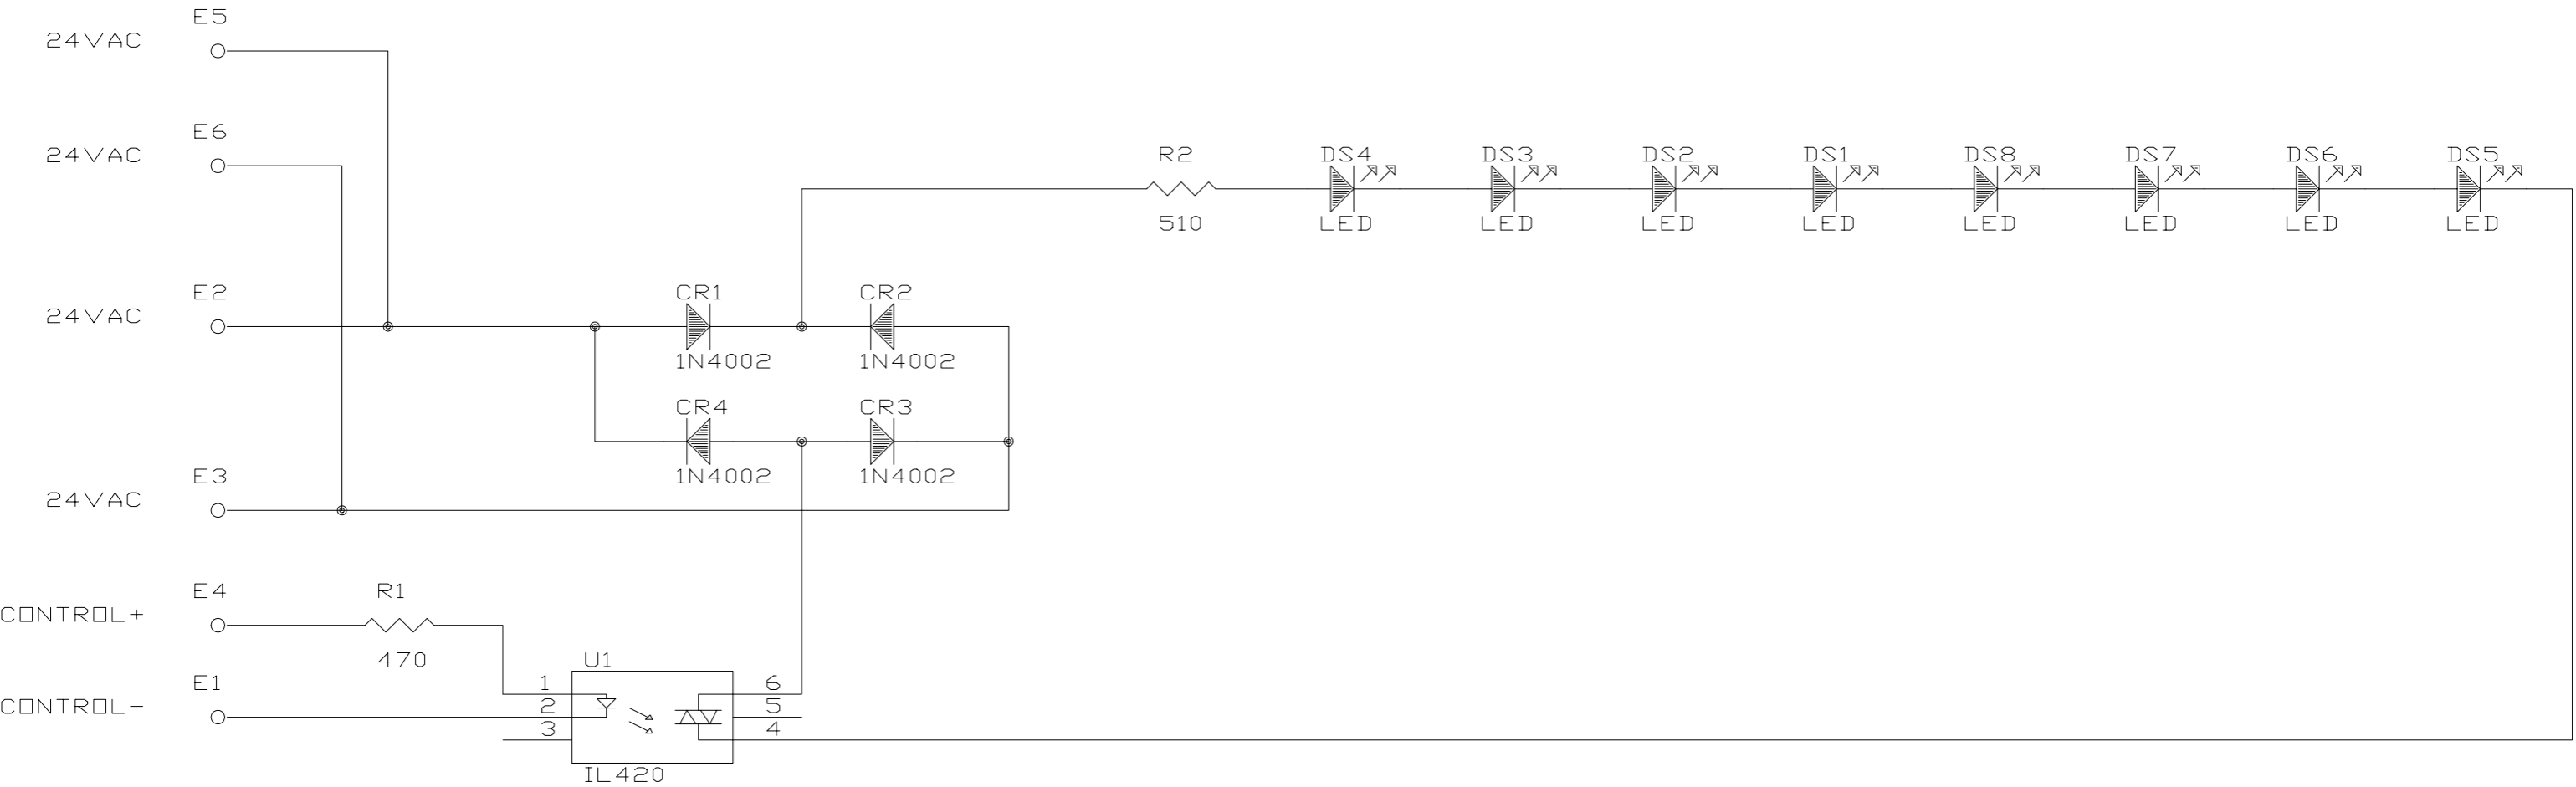 E5
24VAC
E6
24VAC
R2
DS4
DS3
DS2
DS1
DS8
DS7
DS6
DS5
510
LED
LED
LED
LED
LED
LED
LED
LED
E2
24VAC
CR1
CR2
1N4002
1N4002
CR4
CR3
1N4002
1N4002
E3
24VAC
E4
R1
CONTROL+
470
U1
E1
1
6
CONTROL-
2
5
3
4
IL420